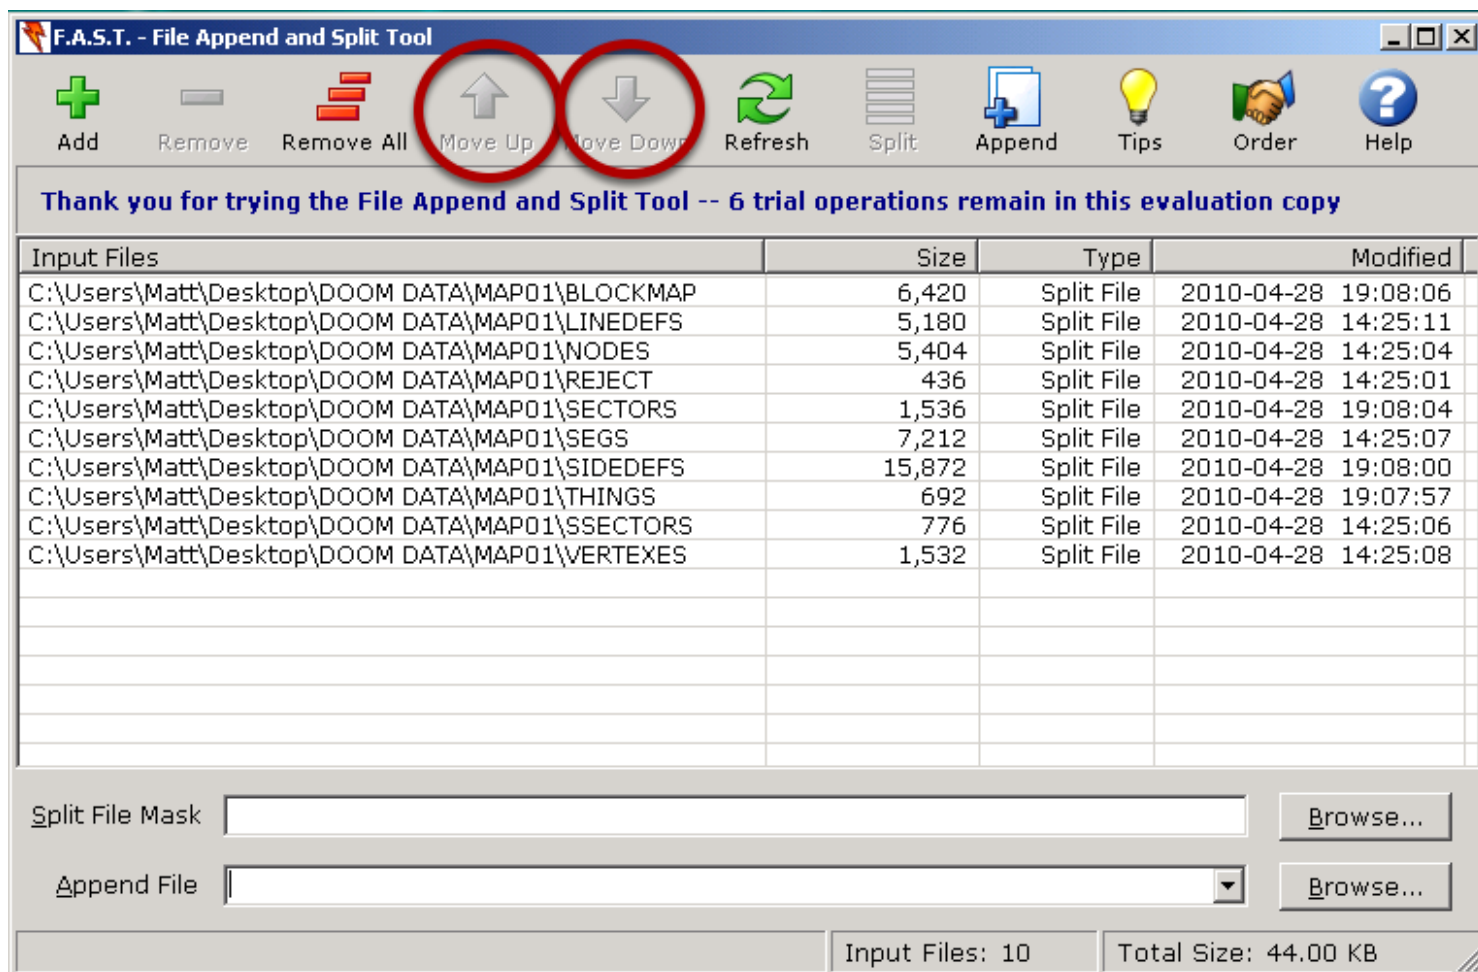 F.A.S.T. - File Append and Split Tool
Add Remove Remove All Move Up Move Down Refresh Split Append Tips Order Help
Thank you for trying the File Append and Split Tool -- 6 trial operations remain in this evaluation copy
Input Files Size Type Modified
C:\Users\Matt\Desktop\DOOM DATA\MAP01\BLOCKMAP 6,420 Split File 2010-04-28 19:08:06
C:\Users\Matt\Desktop\DOOM DATA\MAP01\LINEDEFS 5,180 Split File 2010-04-28 14:25:11
C:\Users\Matt\Desktop\DOOM DATA\MAP01\NODES 5,404 Split File 2010-04-28 14:25:04
C:\Users\Matt\Desktop\DOOM DATA\MAP01\REJECT 436 Split File 2010-04-28 14:25:01
C:\Users\Matt\Desktop\DOOM DATA\MAP01\SECTORS 1,536 Split File 2010-04-28 19:08:04
C:\Users\Matt\Desktop\DOOM DATA\MAP01\SEGS 7,212 Split File 2010-04-28 14:25:07
C:\Users\Matt\Desktop\DOOM DATA\MAP01\SIDEDEFS 15,872 Split File 2010-04-28 19:08:00
C:\Users\Matt\Desktop\DOOM DATA\MAP01\THINGS 692 Split File 2010-04-28 19:07:57
C:\Users\Matt\Desktop\DOOM DATA\MAP01\SSECTORS 776 Split File 2010-04-28 14:25:06
C:\Users\Matt\Desktop\DOOM DATA\MAP01\VERTEXES 1,532 Split File 2010-04-28 14:25:08
Split File Mask Browse...
Append File Browse...
Input Files: 10 Total Size: 44.00 KB